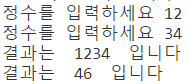 정수를 입력하세요 12
정수를 입력하세요 34
결과는  1234  입니다
결과는  46  입니다